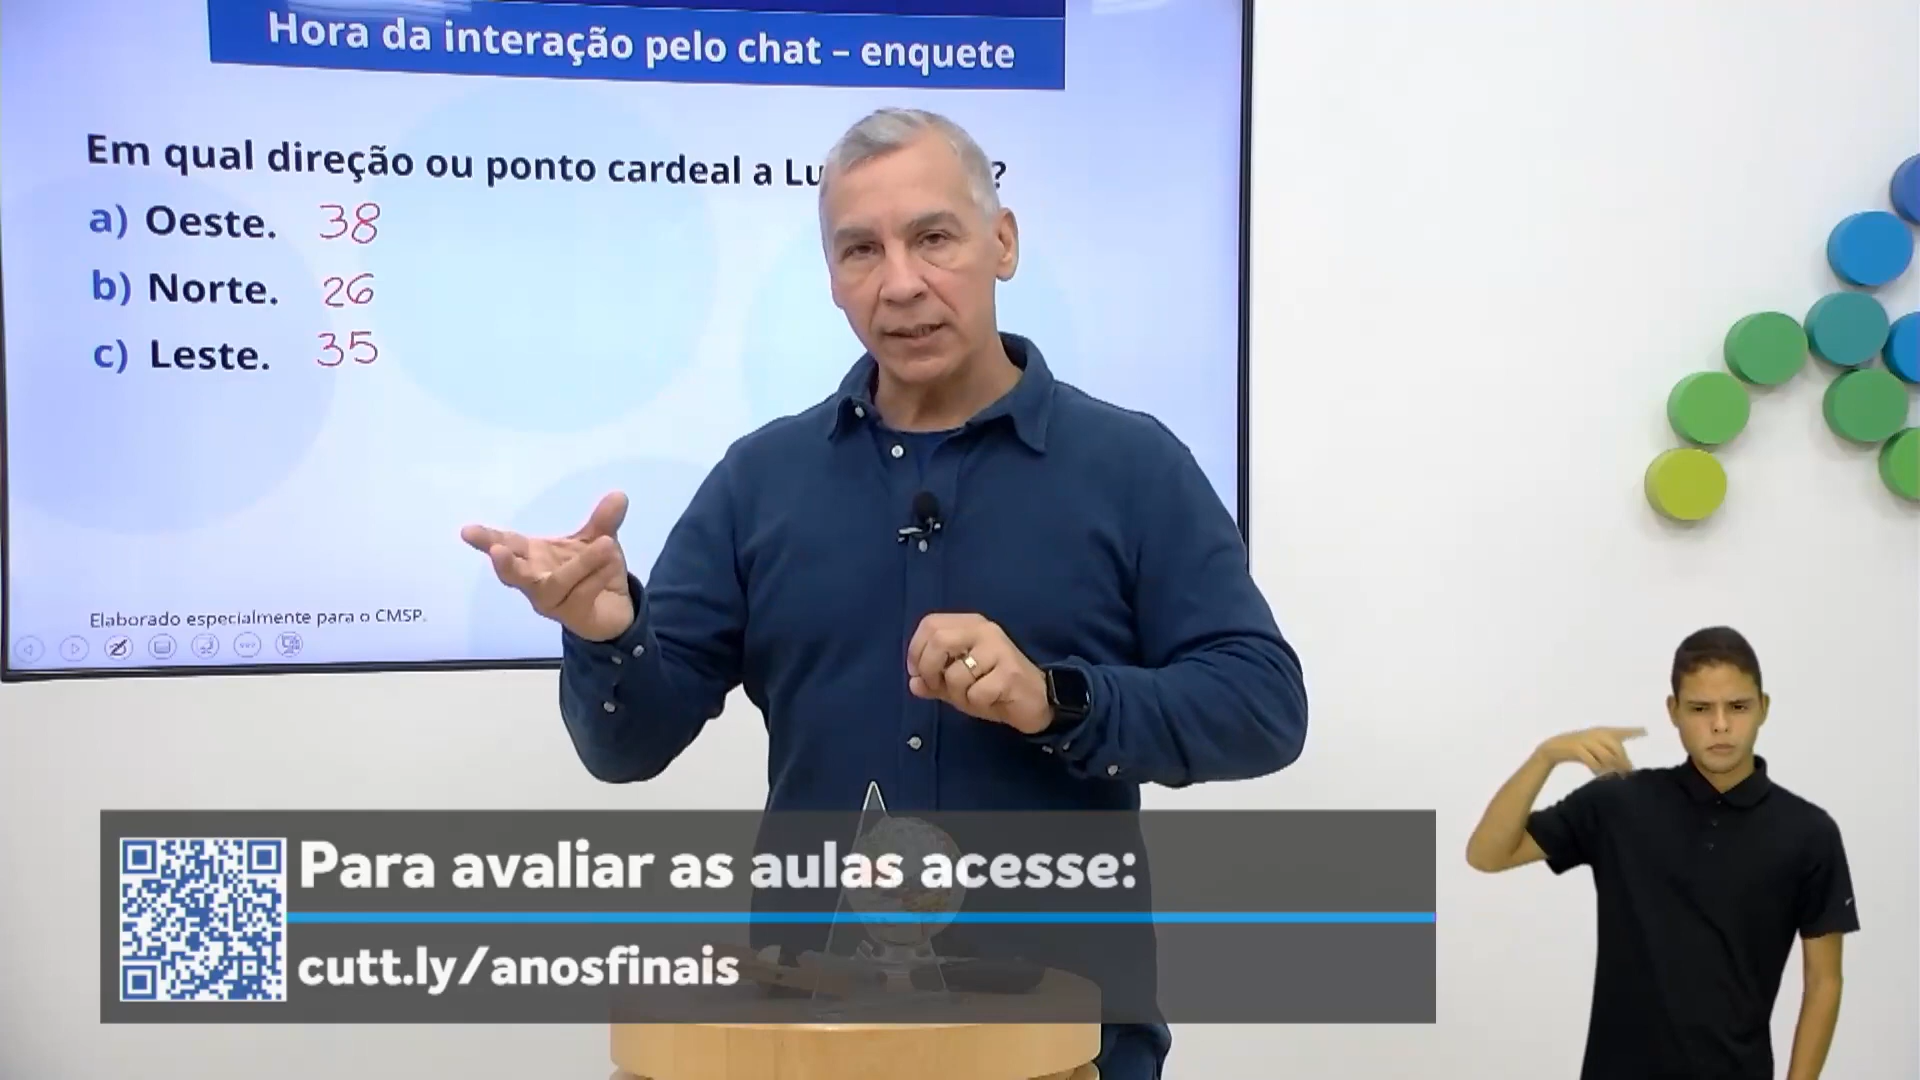 Hora da interação pelo chat – enquete
Em qual direção ou ponto cardeal a ?
a) Oeste. 38
b) Norte. 26
c) Leste. 35
Elaborado especialmente para o CMSP.
Para avaliar as aulas acesse:
cutt.ly/anosfinais